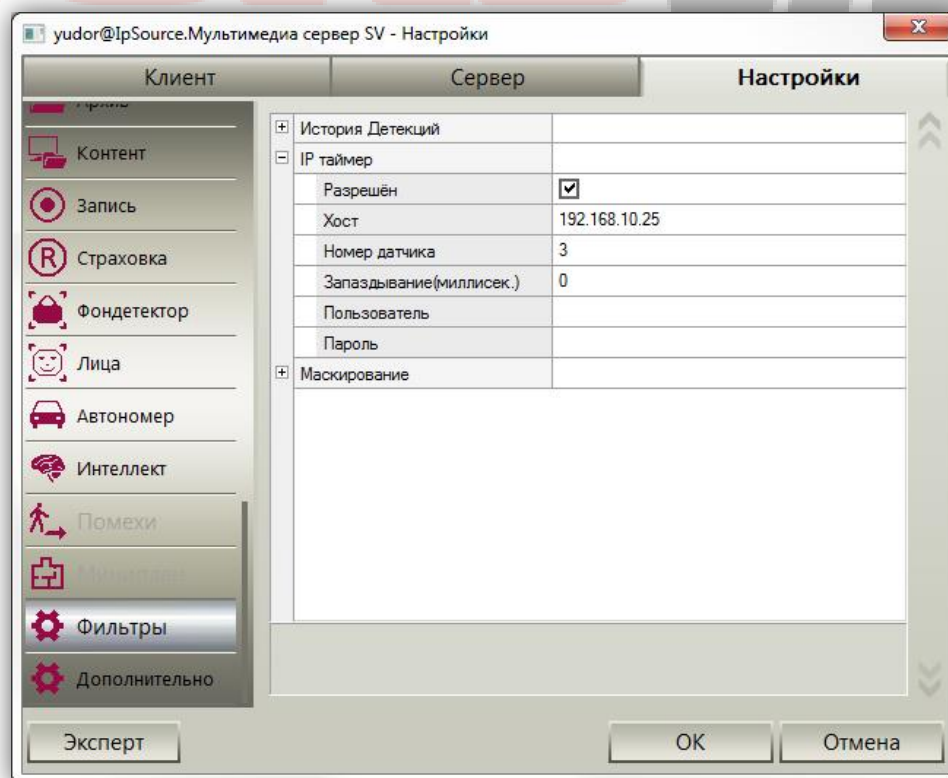 yudor@IpSource.Мультимедиа сервер SV - Настройки
Клиент
Сервер
Настройки
Архив
Контент
Запись
Страховка
Фондетектор
Лица
Автономер
Интеллект
Помехи
Фильтры
Дополнительно
История Детекций
IP таймер
Разрешён
Хост 192.168.10.25
Номер датчика 3
Запаздывание(миллисек.) 0
Пользователь
Пароль
Маскирование
Эксперт
OK
Отмена